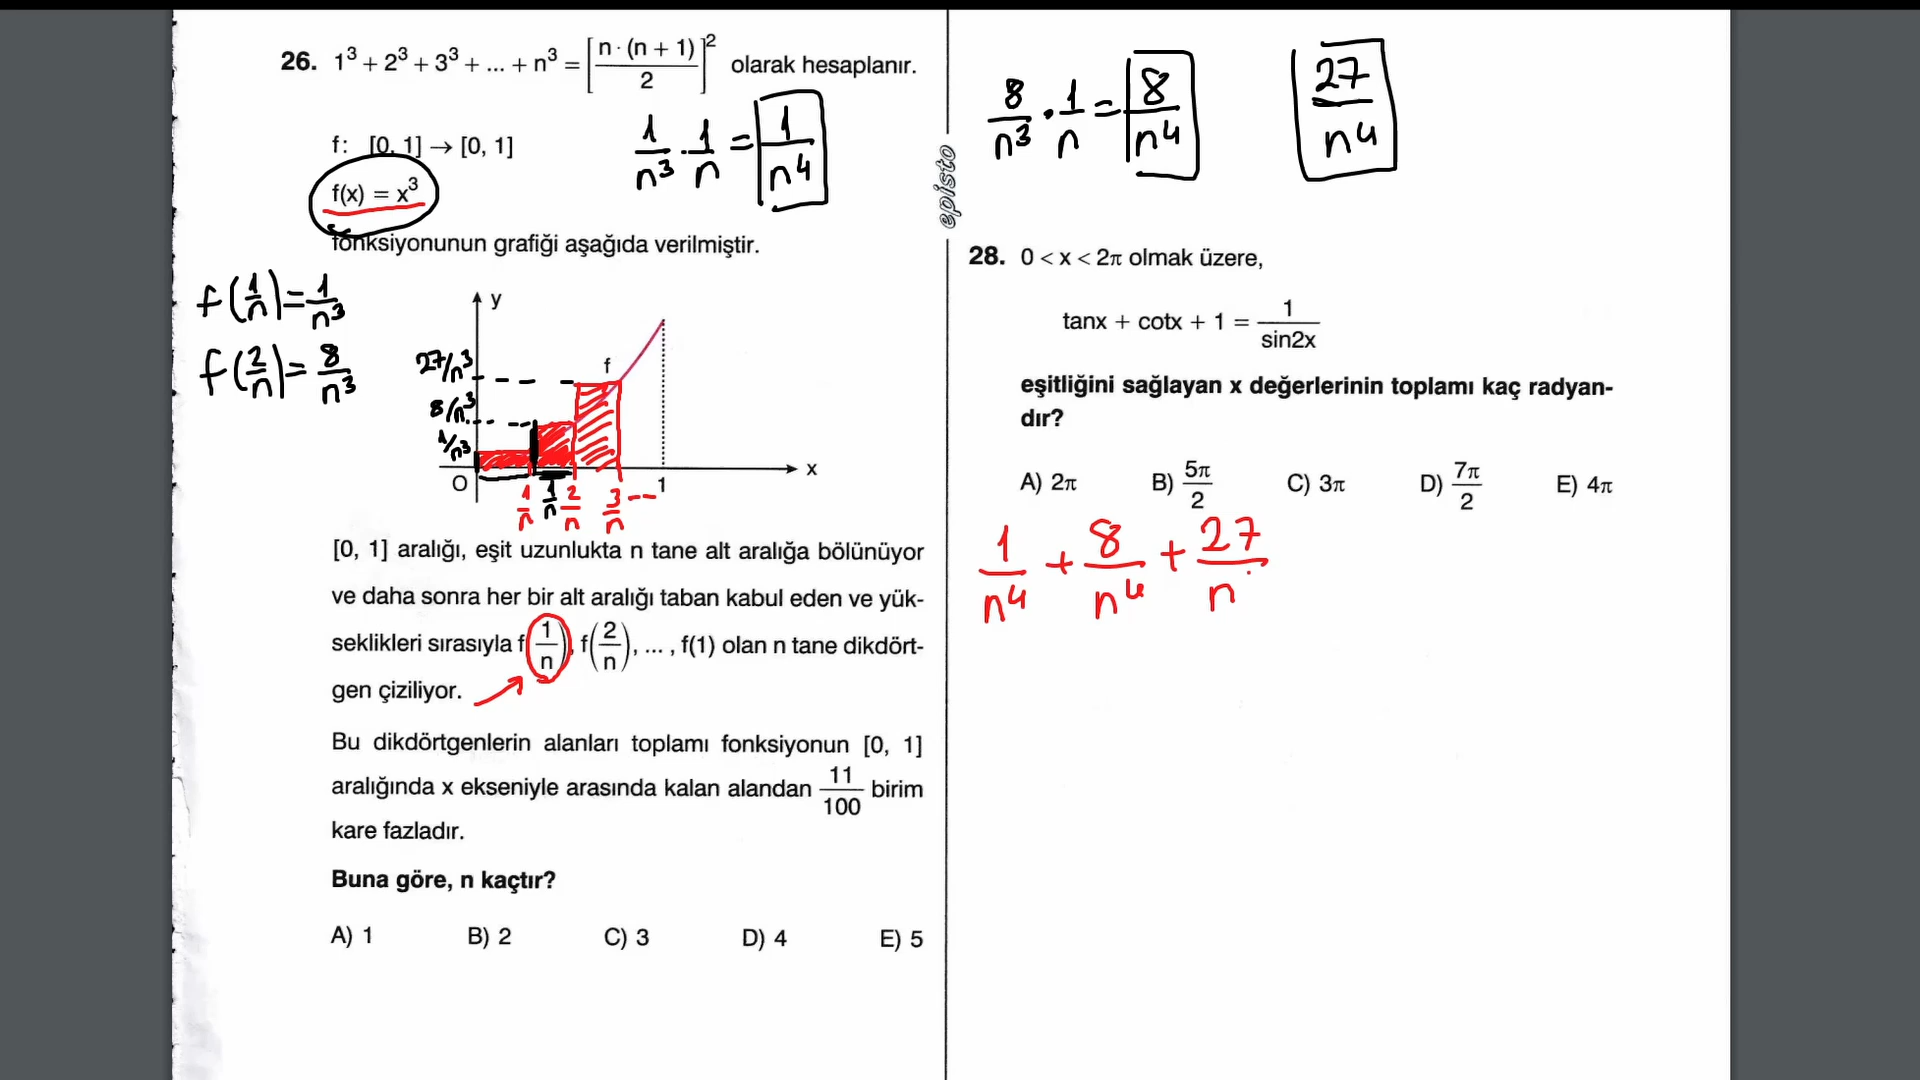 26. 1³ + 2³ + 3³ + ... + n³ = [n · (n + 1) / 2]² olarak hesaplanır.
1/n³ · 1/n = 1/n⁴
f: [0, 1] → [0, 1]
f(x) = x³
fonksiyonunun grafiği aşağıda verilmiştir.
f(1/n) = 1/n³
f(2/n) = 8/n³
y
27/n³
f
8/n³
1/n³
x
O
1/n 1/n 2/n 3/n --- 1
[0, 1] aralığı, eşit uzunlukta n tane alt aralığa bölünüyor
ve daha sonra her bir alt aralığı taban kabul eden ve yük-
seklikleri sırasıyla f(1/n), f(2/n), ... , f(1) olan n tane dikdört-
gen çiziliyor.
Bu dikdörtgenlerin alanları toplamı fonksiyonun [0, 1]
aralığında x ekseniyle arasında kalan alandan 11/100 birim
kare fazladır.
Buna göre, n kaçtır?
A) 1 B) 2 C) 3 D) 4 E) 5
episto
8/n³ · 1/n = 8/n⁴
27/n⁴
28. 0 < x < 2π olmak üzere,
tanx + cotx + 1 = 1/sin2x
eşitliğini sağlayan x değerlerinin toplamı kaç radyan-
dır?
A) 2π B) 5π/2 C) 3π D) 7π/2 E) 4π
1/n⁴ + 8/n⁴ + 27/n